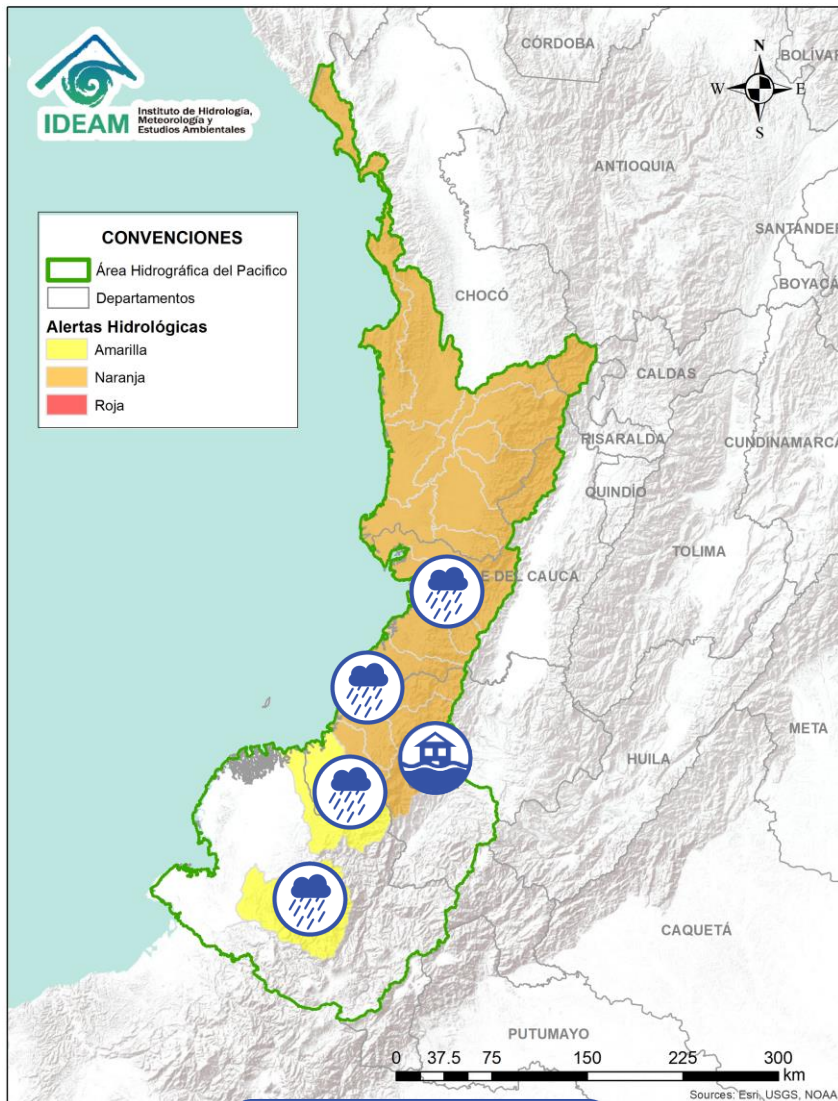 IDEAM
Instituto de Hidrología,
Meteorología y
Estudios Ambientales
N
W
E
S
CÓRDOBA
BOLÍVAR
ANTIOQUIA
SANTANDER
BOYACÁ
CHOCÓ
CONVENCIONES
Área Hidrográfica del Pacifico
Departamentos
Alertas Hidrológicas
Amarilla
Naranja
Roja
CALDAS
RISARALDA
CUNDINAMARCA
QUINDÍO
TOLIMA
E DEL CAUCA
META
HUILA
CAQUETÁ
PUTUMAYO
0 37.5 75 150 225 300
km
Sources: Esri, USGS, NOAA